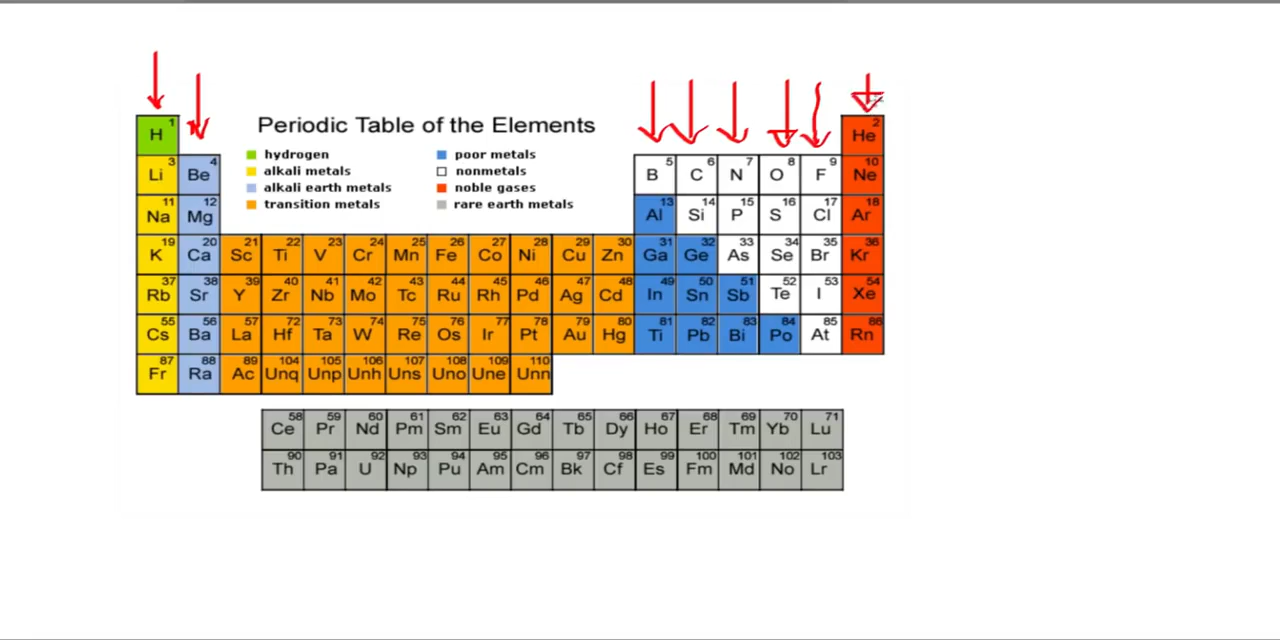 H 1 He 2
Periodic Table of the Elements
hydrogen poor metals
alkali metals nonmetals
alkali earth metals noble gases
transition metals rare earth metals
Li 3 Be 4 B 5 C 6 N 7 O 8 F 9 Ne 10
Na 11 Mg 12 Al 13 Si 14 P 15 S 16 Cl 17 Ar 18
K 19 Ca 20 Sc 21 Ti 22 V 23 Cr 24 Mn 25 Fe 26 Co 27 Ni 28 Cu 29 Zn 30 Ga 31 Ge 32 As 33 Se 34 Br 35 Kr 36
Rb 37 Sr 38 Y 39 Zr 40 Nb 41 Mo 42 Tc 43 Ru 44 Rh 45 Pd 46 Ag 47 Cd 48 In 49 Sn 50 Sb 51 Te 52 I 53 Xe 54
Cs 55 Ba 56 La 57 Hf 72 Ta 73 W 74 Re 75 Os 76 Ir 77 Pt 78 Au 79 Hg 80 Ti 81 Pb 82 Bi 83 Po 84 At 85 Rn 86
Fr 87 Ra 88 Ac 89 Unq 104 Unp 105 Unh 106 Uns 107 Uno 108 Une 109 Unn 110
Ce 58 Pr 59 Nd 60 Pm 61 Sm 62 Eu 63 Gd 64 Tb 65 Dy 66 Ho 67 Er 68 Tm 69 Yb 70 Lu 71
Th 90 Pa 91 U 92 Np 93 Pu 94 Am 95 Cm 96 Bk 97 Cf 98 Es 99 Fm 100 Md 101 No 102 Lr 103